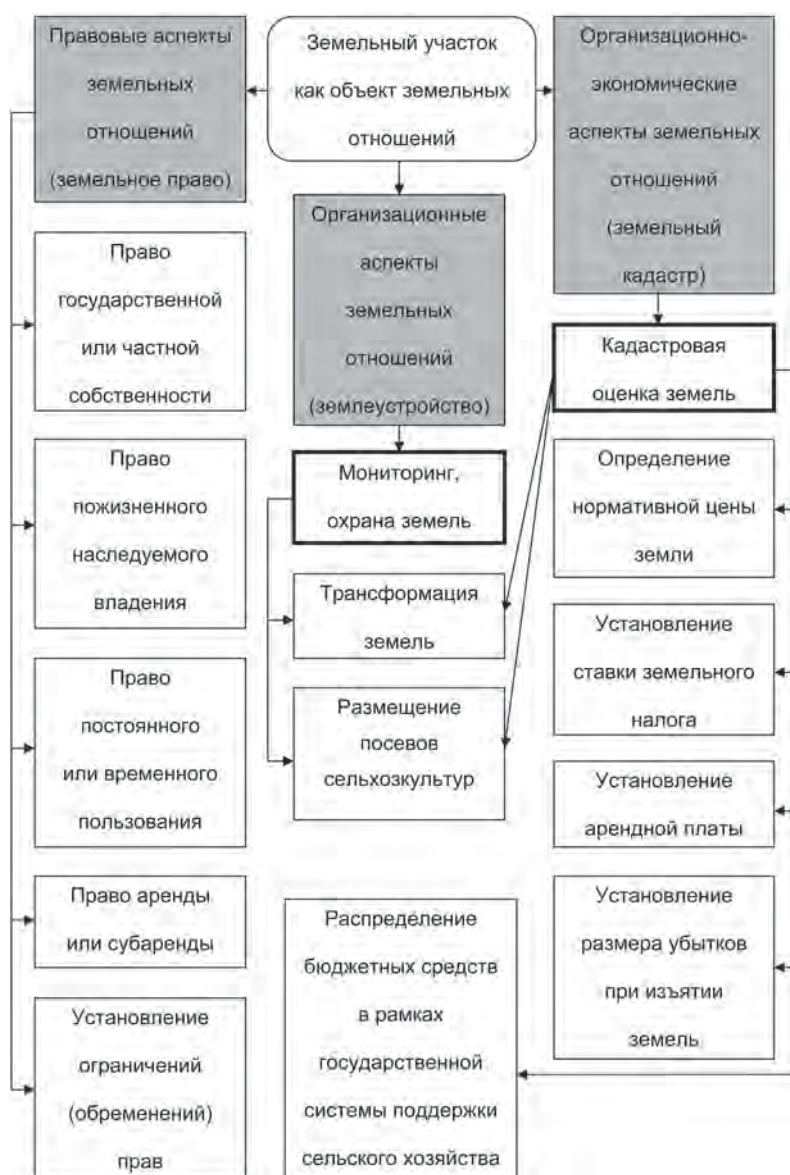 Правовые аспекты
земельных
отношений
(земельное право)
Земельный участок
как объект земельных
отношений
Организационно-
экономические
аспекты земельных
отношений
(земельный
кадастр)
Организационные
аспекты
земельных
отношений
(землеустройство)
Право
государственной
или частной
собственности
Кадастровая
оценка земель
Право
пожизненного
наследуемого
владения
Мониторинг,
охрана земель
Определение
нормативной цены
земли
Трансформация
земель
Установление
ставки земельного
налога
Право
постоянного
или временного
пользования
Размещение
посевов
сельхозкультур
Установление
арендной платы
Право аренды
или субаренды
Распределение
бюджетных средств
в рамках
государственной
системы поддержки
сельского хозяйства
Установление
размера убытков
при изъятии
земель
Установление
ограничений
(обременений)
прав